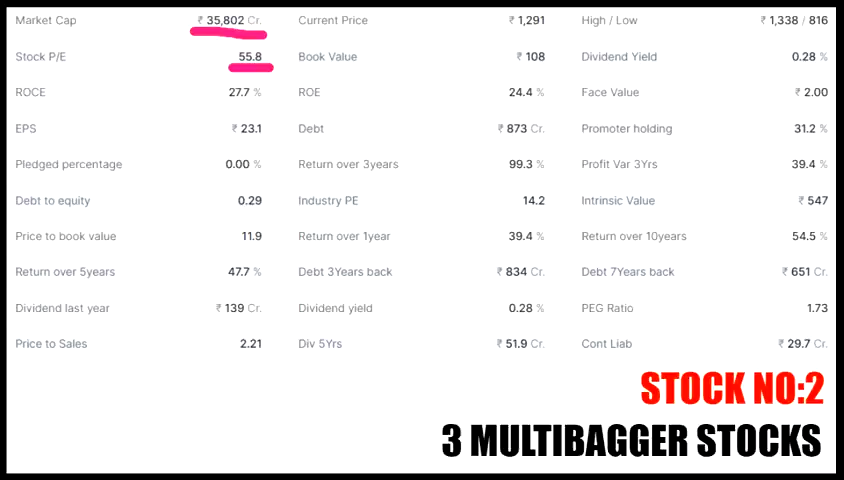 Market Cap ₹ 35,802 Cr. Current Price ₹ 1,291 High / Low ₹ 1,338 / 816
Stock P/E 55.8 Book Value ₹ 108 Dividend Yield 0.28 %
ROCE 27.7 % ROE 24.4 % Face Value ₹ 2.00
EPS ₹ 23.1 Debt ₹ 873 Cr. Promoter holding 31.2 %
Pledged percentage 0.00 % Return over 3years 99.3 % Profit Var 3Yrs 39.4 %
Debt to equity 0.29 Industry PE 14.2 Intrinsic Value ₹ 547
Price to book value 11.9 Return over 1year 39.4 % Return over 10years 54.5 %
Return over 5years 47.7 % Debt 3Years back ₹ 834 Cr. Debt 7Years back ₹ 651 Cr.
Dividend last year ₹ 139 Cr. Dividend yield 0.28 % PEG Ratio 1.73
Price to Sales 2.21 Div 5Yrs ₹ 51.9 Cr. Cont Liab ₹ 29.7 Cr.
STOCK NO:2
3 MULTIBAGGER STOCKS